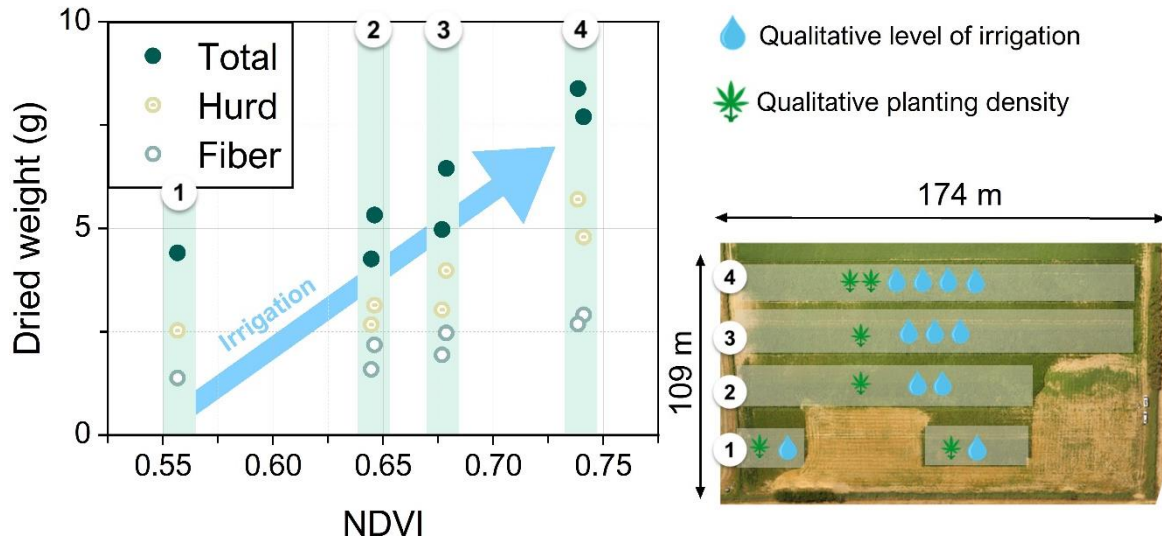 10
5
0
Dried weight (g)
Total
Hurd
Fiber
1
2
3
4
Irrigation
0.55
0.60
0.65
0.70
0.75
NDVI
Qualitative level of irrigation
Qualitative planting density
174 m
109 m
4
3
2
1